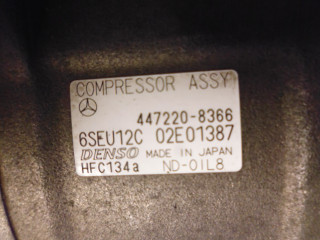 COMPRESSOR ASSY
447220-8366
6SEU12C 02E01387
DENSO MADE IN JAPAN
HFC134a ND-OIL8